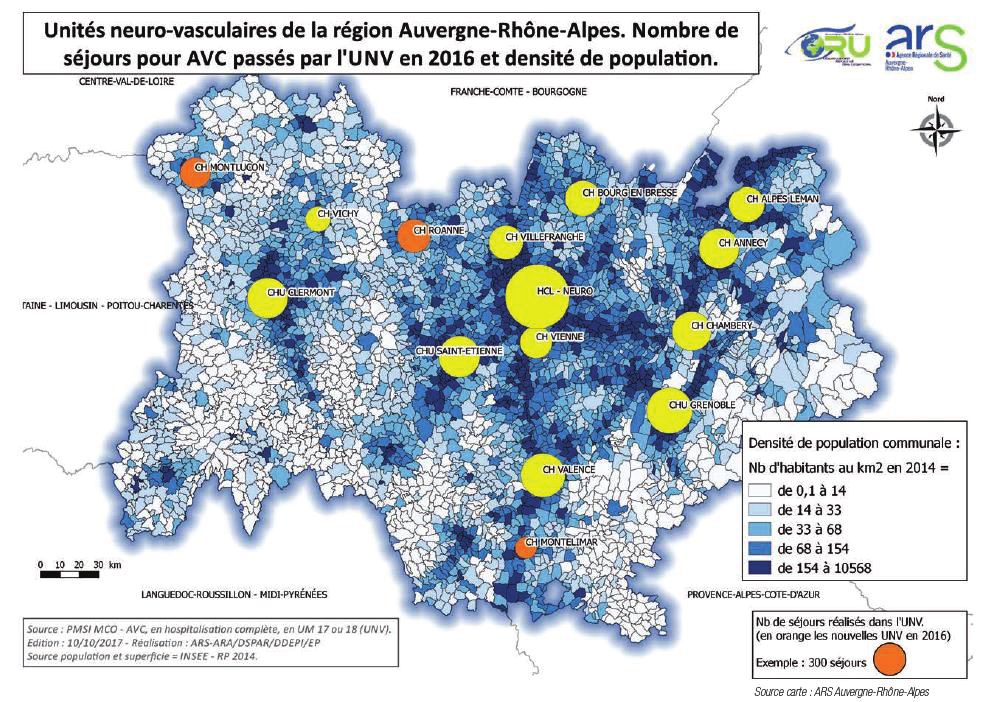 Unités neuro-vasculaires de la région Auvergne-Rhône-Alpes. Nombre de
séjours pour AVC passés par l'UNV en 2016 et densité de population.
ORU
ars
Agence Régionale de Santé
Auvergne-
Rhône-Alpes
CENTRE-VAL-DE-LOIRE
FRANCHE-COMTE - BOURGOGNE
Nord
CH MONTLUCON
CH VICHY
CH ROANNE
CH BOURG EN BRESSE
CH ALPES LEMAN
CH VILLEFRANCHE
CH ANNECY
CHU CLERMONT
HCL - NEURO
TAINE - LIMOUSIN - POITOU-CHARENTES
CH CHAMBERY
CH VIENNE
CHU SAINT-ETIENNE
CHU GRENOBLE
CH VALENCE
CH MONTELIMAR
Densité de population communale :
Nb d'habitants au km2 en 2014 =
de 0,1 à 14
de 14 à 33
de 33 à 68
de 68 à 154
de 154 à 10568
0 10 20 30 km
LANGUEDOC-ROUSSILLON - MIDI-PYRÉNÉES
PROVENCE-ALPES-COTE-D'AZUR
Source : PMSI MCO - AVC, en hospitalisation complète, en UM 17 ou 18 (UNV).
Edition : 10/10/2017 - Réalisation : ARS-ARA/DSPAR/DDEPI/EP
Source population et superficie = INSEE - RP 2014.
Nb de séjours réalisés dans l'UNV.
(en orange les nouvelles UNV en 2016)
Exemple : 300 séjours
Source carte : ARS Auvergne-Rhône-Alpes